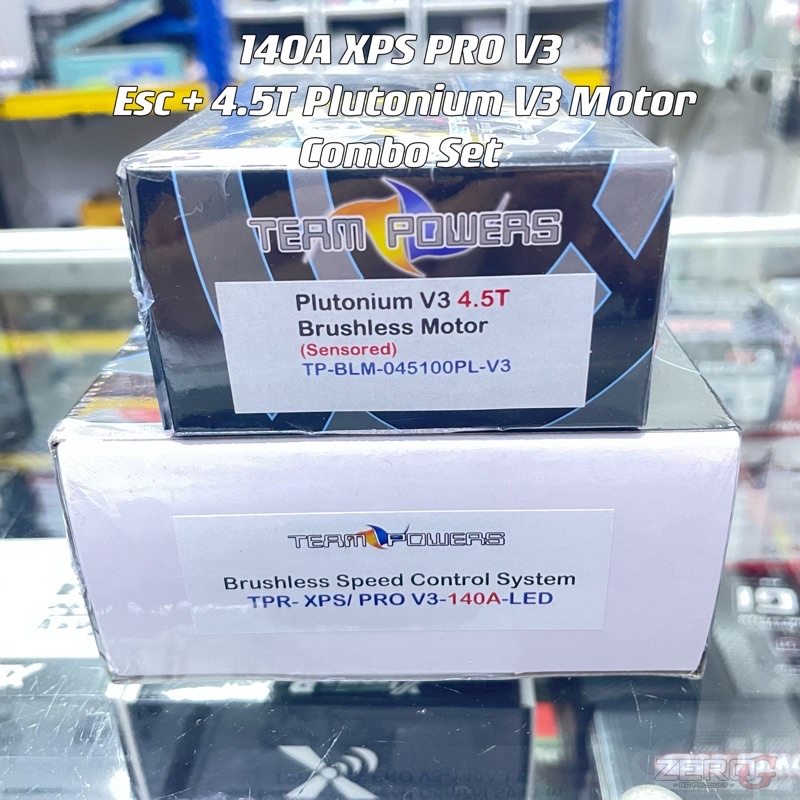 140A XPS PRO V3
Esc + 4.5T Plutonium V3 Motor
Combo Set
TEAM POWERS
Plutonium V3 4.5T
Brushless Motor
(Sensored)
TP-BLM-045100PL-V3
TEAM POWERS
Brushless Speed Control System
TPR- XPS/ PRO V3-140A-LED
ZERO
RC PRODUCT